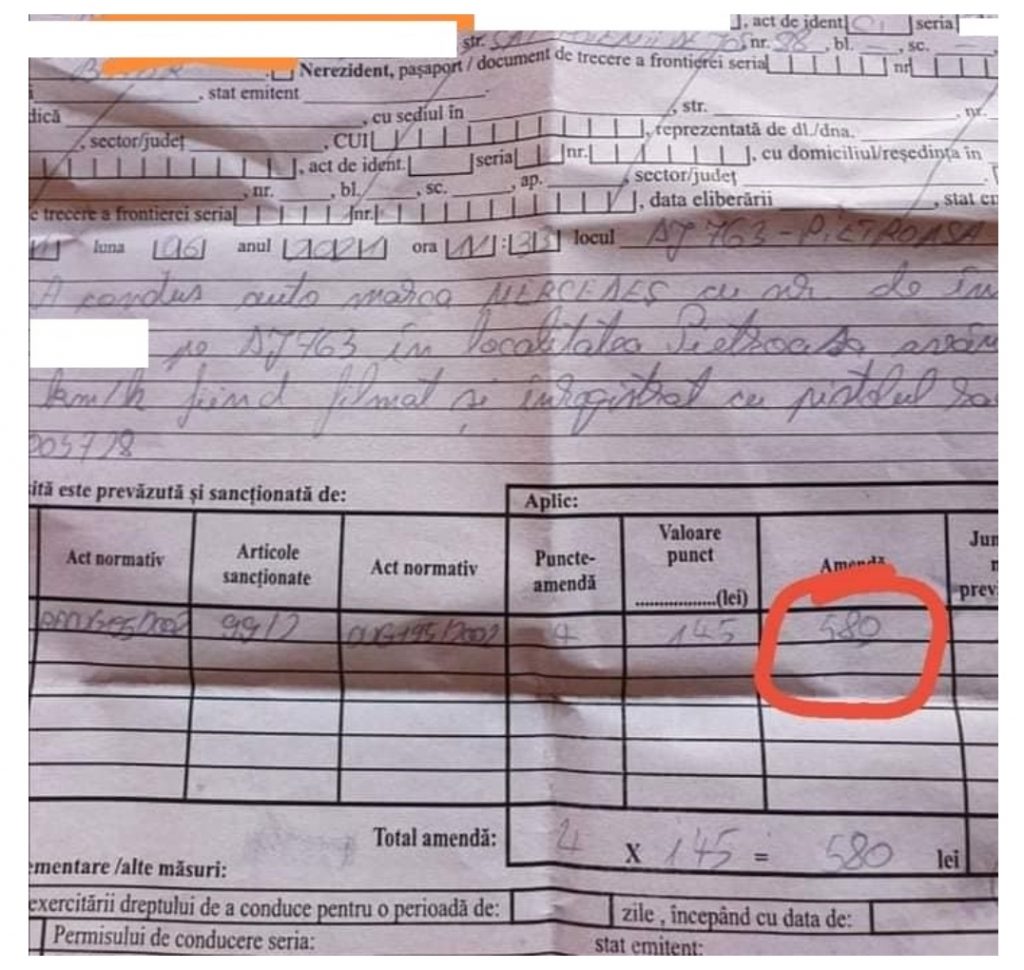 , act de ident. seria
str. nr. 98, bl. , sc.
Nerezident, pașaport / document de trecere a frontierei seria nr
, stat emitent
dică , cu sediul în , str. , nr.
, sector/județ , CUI , reprezentată de dl./dna.
, act de ident. seria nr. , cu domiciliul/reședința în
, nr. , bl. , sc. , ap. , sector/județ
e trecere a frontierei seria nr. , data eliberării , stat em
luna 06 anul 2021 ora 11:33 locul DJ 763 - PIETROASA
A condus auto marca MERCEDES cu nr. de în
pe DJ763 în localitatea Pietroasa avân
km/h fiind filmat și înregistrat cu pistolul
005728
ită este prevăzută și sancționată de: Aplic:
Act normativ Articole sancționate Act normativ Puncte-amendă Valoare punct ..................(lei) Amendă Jum prev
OUG195/2002 99/2 OUG195/2002 4 145 580
Total amendă: 4 X 145 = 580 lei
ementare /alte măsuri:
exercitării dreptului de a conduce pentru o perioadă de: zile , începând cu data de:
Permisului de conducere seria: stat emitent: